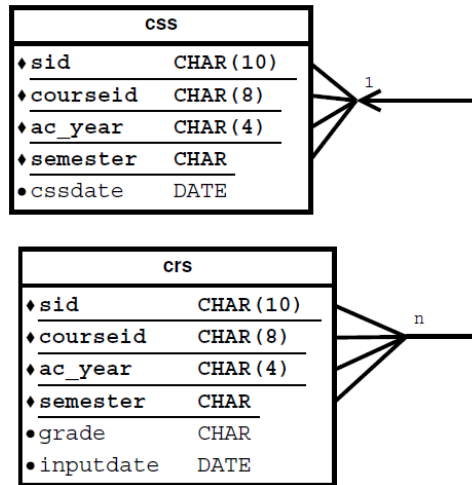 css
sid CHAR(10)
courseid CHAR(8)
ac_year CHAR(4)
semester CHAR
cssdate DATE
1
crs
sid CHAR(10)
courseid CHAR(8)
ac_year CHAR(4)
semester CHAR
grade CHAR
inputdate DATE
n